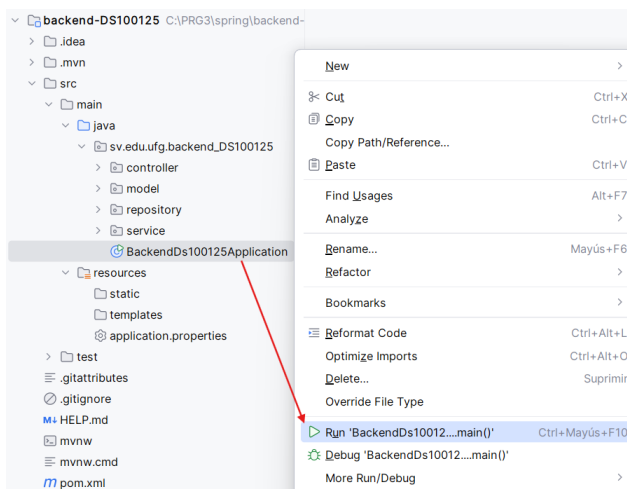 backend-DS100125 C:\PRG3\spring\backend-
.idea
.mvn
src
main
java
sv.edu.ufg.backend_DS100125
controller
model
repository
service
BackendDs100125Application
resources
static
templates
application.properties
test
.gitattributes
.gitignore
M↓ HELP.md
mvnw
mvnw.cmd
m pom.xml
New
Cut Ctrl+X
Copy Ctrl+C
Copy Path/Reference...
Paste Ctrl+V
Find Usages Alt+F7
Analyze
Rename... Mayús+F6
Refactor
Bookmarks
Reformat Code Ctrl+Alt+L
Optimize Imports Ctrl+Alt+O
Delete... Suprimir
Override File Type
Run 'BackendDs10012....main()' Ctrl+Mayús+F10
Debug 'BackendDs10012....main()'
More Run/Debug